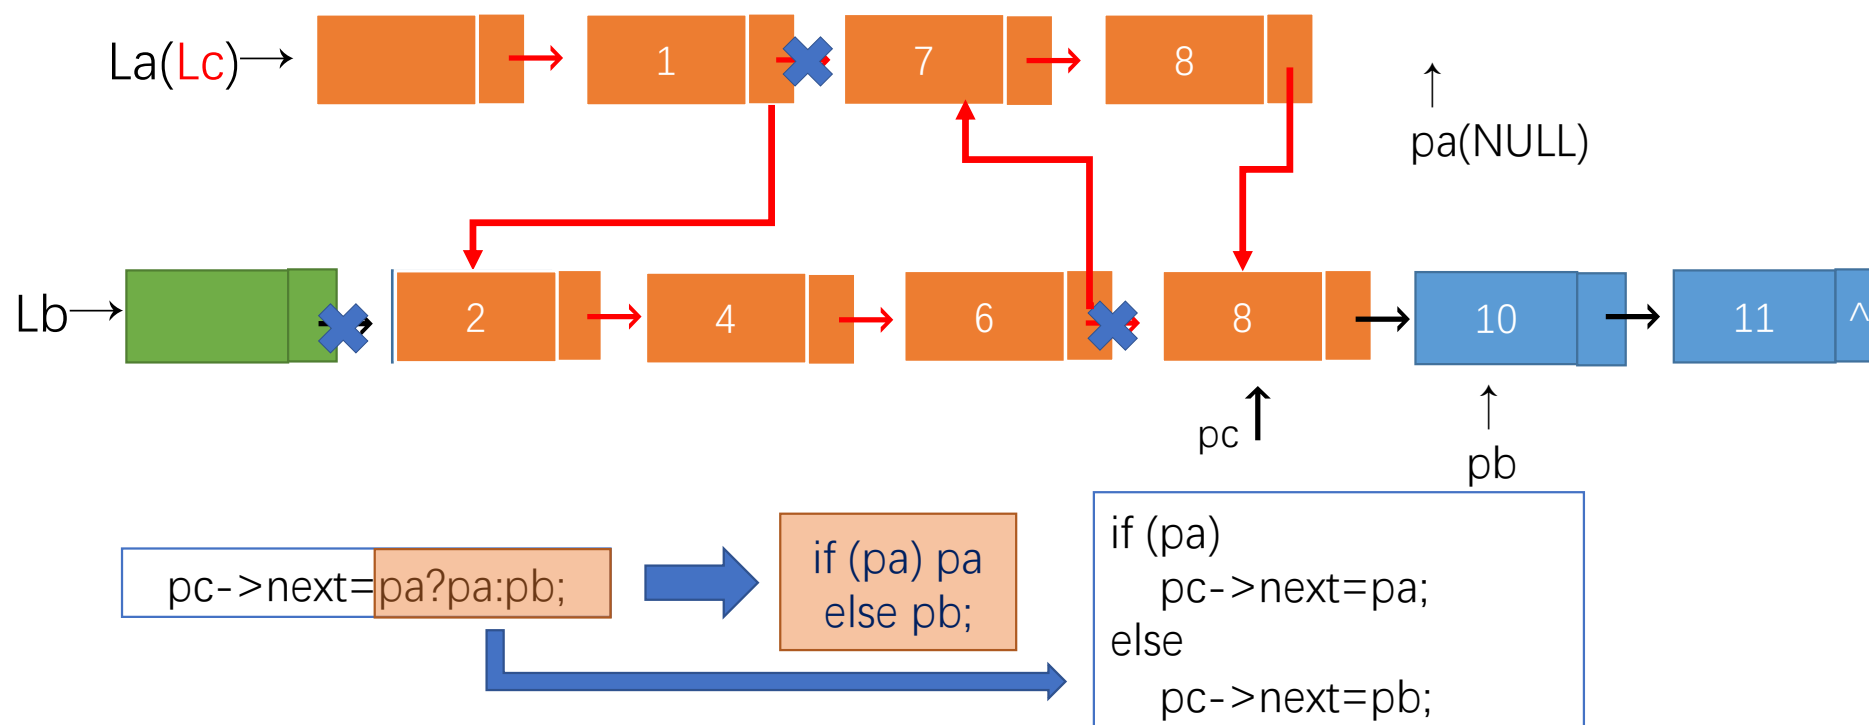 La(Lc)→ 1 7 8
pa(NULL)
Lb→ 2 4 6 8 10 11 ^
pc
pb
pc->next=pa?pa:pb;
if (pa) pa
else pb;
if (pa)
pc->next=pa;
else
pc->next=pb;